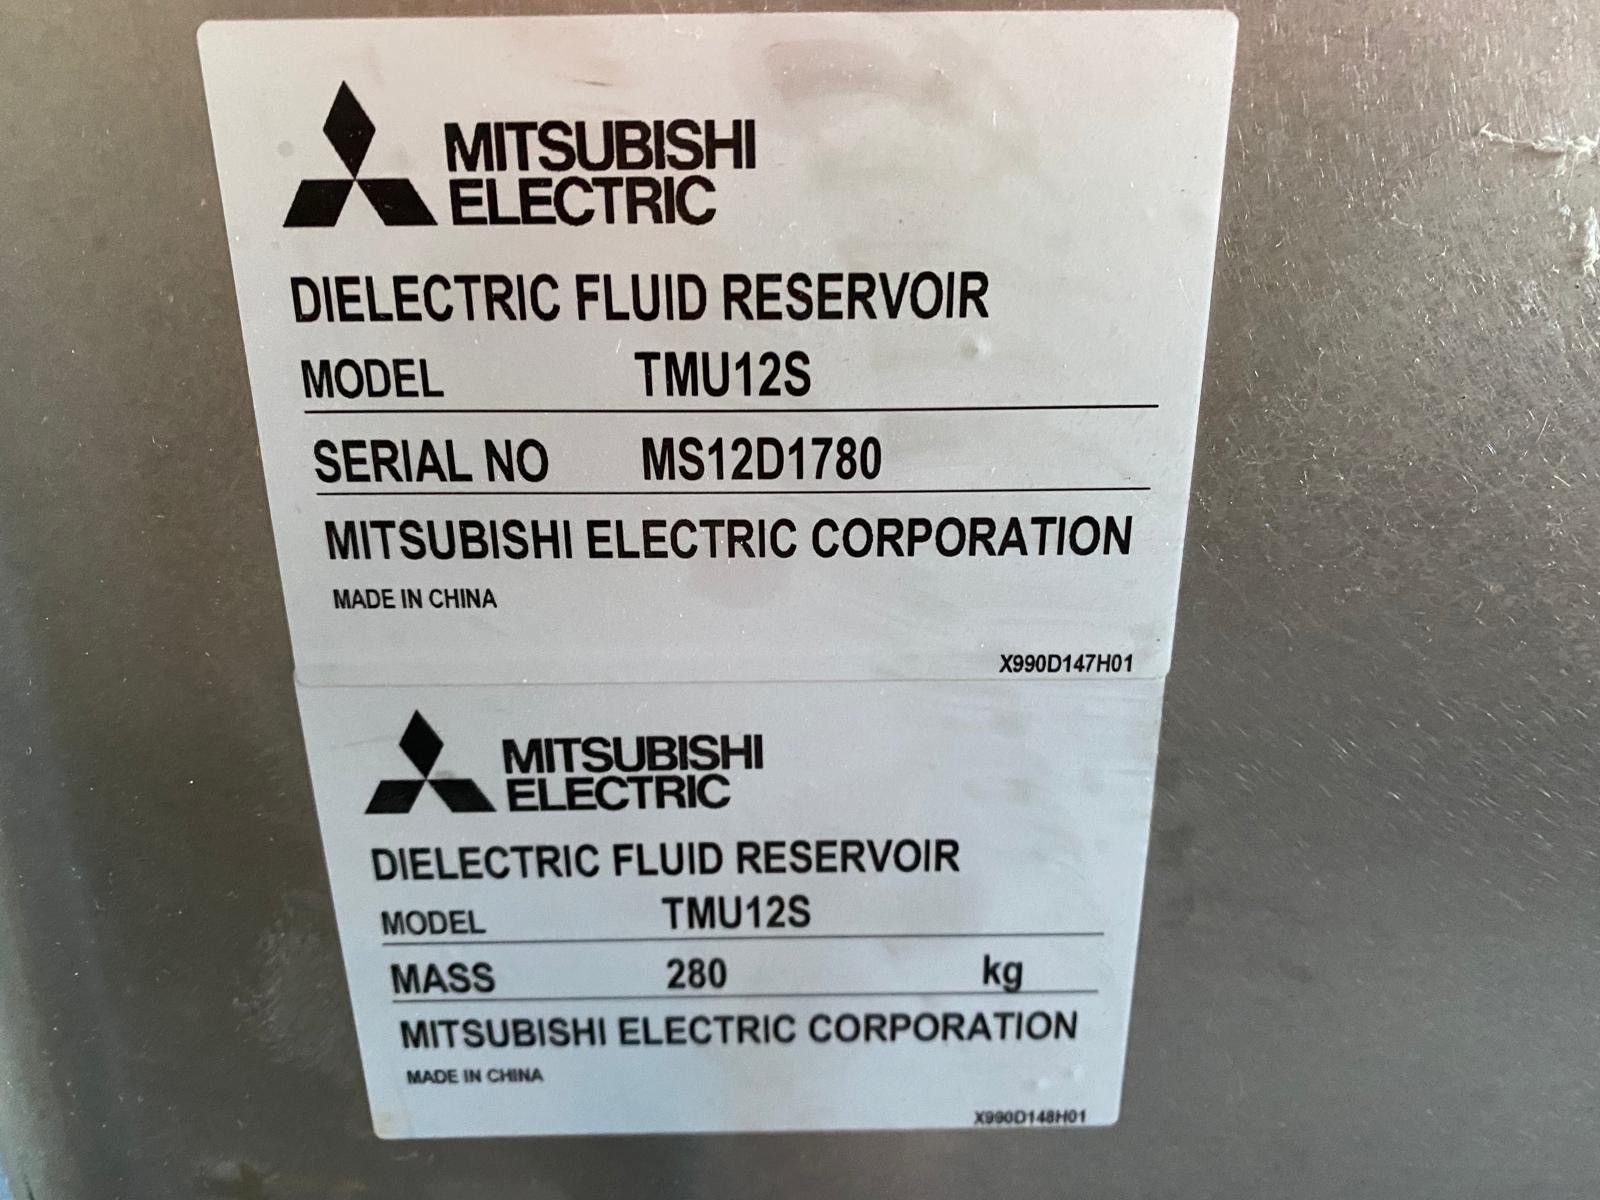 MITSUBISHI
ELECTRIC
DIELECTRIC FLUID RESERVOIR
MODEL TMU12S
SERIAL NO MS12D1780
MITSUBISHI ELECTRIC CORPORATION
MADE IN CHINA
X990D147H01
MITSUBISHI
ELECTRIC
DIELECTRIC FLUID RESERVOIR
MODEL TMU12S
MASS 280 kg
MITSUBISHI ELECTRIC CORPORATION
MADE IN CHINA
X990D148H01